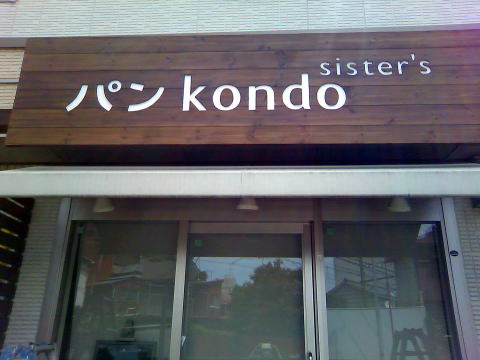 sister's
パン kondo